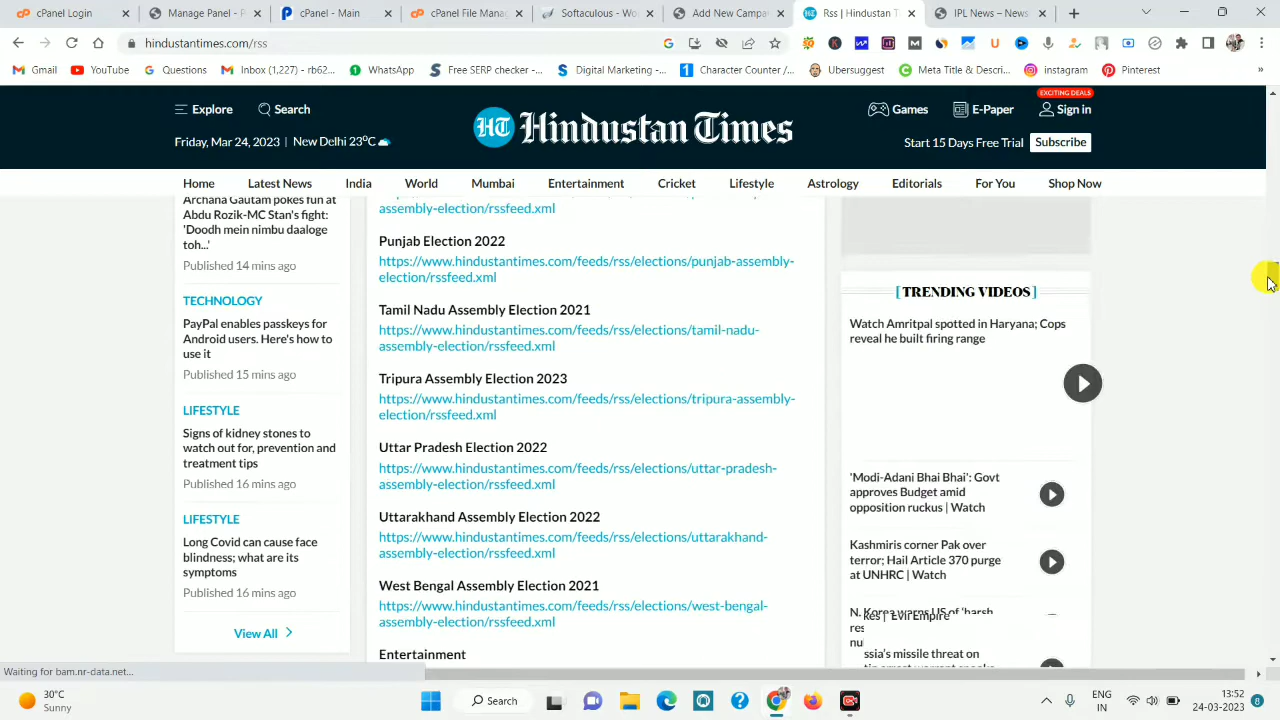 cPanel Login
Manage Panel - P
cPanel - Login
cPanel File Mana
Softaculous - Wo
Add New Campa
Rss | Hindustan T
IPL News – News
hindustantimes.com/rss
Gmail
YouTube
Questions
Inbox (1,227) - rb62...
WhatsApp
Free SERP checker -...
Digital Marketing -...
Character Counter /...
Ubersuggest
Meta Title & Descri...
instagram
Pinterest
»
EXCITING DEALS
Explore
Search
HT Hindustan Times
Games
E-Paper
Sign in
Friday, Mar 24, 2023 | New Delhi 23°C
Start 15 Days Free Trial
Subscribe
Home
Latest News
India
World
Mumbai
Entertainment
Cricket
Lifestyle
Astrology
Editorials
For You
Shop Now
Archana Gautam pokes fun at
Abdu Rozik-MC Stan's fight:
'Doodh mein nimbu daaloge
toh...'
Published 14 mins ago
TECHNOLOGY
PayPal enables passkeys for
Android users. Here's how to
use it
Published 15 mins ago
LIFESTYLE
Signs of kidney stones to
watch out for, prevention and
treatment tips
Published 16 mins ago
LIFESTYLE
Long Covid can cause face
blindness; what are its
symptoms
Published 16 mins ago
View All
assembly-election/rssfeed.xml
Punjab Election 2022
https://www.hindustantimes.com/feeds/rss/elections/punjab-assembly-
election/rssfeed.xml
Tamil Nadu Assembly Election 2021
https://www.hindustantimes.com/feeds/rss/elections/tamil-nadu-
assembly-election/rssfeed.xml
Tripura Assembly Election 2023
https://www.hindustantimes.com/feeds/rss/elections/tripura-assembly-
election/rssfeed.xml
Uttar Pradesh Election 2022
https://www.hindustantimes.com/feeds/rss/elections/uttar-pradesh-
assembly-election/rssfeed.xml
Uttarakhand Assembly Election 2022
https://www.hindustantimes.com/feeds/rss/elections/uttarakhand-
assembly-election/rssfeed.xml
West Bengal Assembly Election 2021
https://www.hindustantimes.com/feeds/rss/elections/west-bengal-
assembly-election/rssfeed.xml
Entertainment
[ TRENDING VIDEOS ]
Watch Amritpal spotted in Haryana; Cops
reveal he built firing range
'Modi-Adani Bhai Bhai': Govt
approves Budget amid
opposition ruckus | Watch
Kashmiris corner Pak over
terror; Hail Article 370 purge
at UNHRC | Watch
N. Korea warns US of 'harsh
kes | 'Evil Empire'
ssia's missile threat on
Waiting for bam.nr-data.net...
30°C
Sunny
Search
ENG
IN
13:52
24-03-2023
8